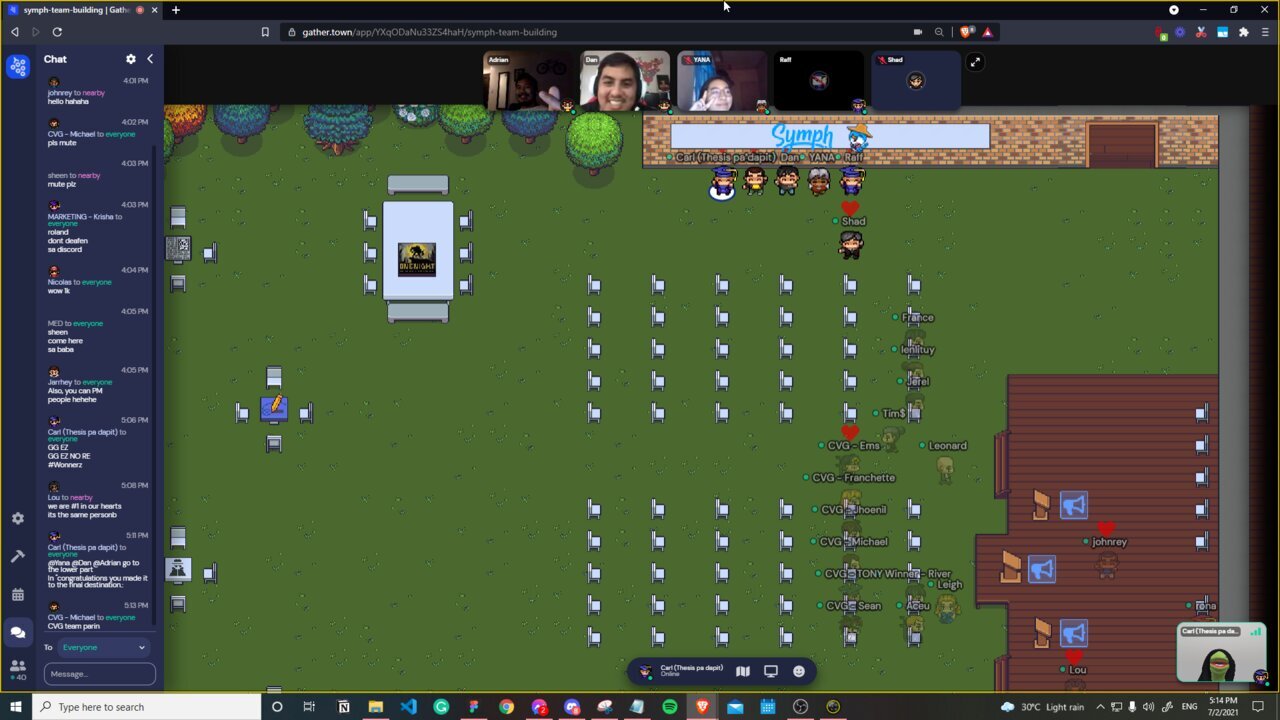 symph-team-building | Gathe
gather.town/app/YXqODaNu33ZS4haH/symph-team-building
Chat
4:01 PM
johnrey to nearby
hello hahaha
4:02 PM
CVG - Michael to everyone
pls mute
4:03 PM
sheen to nearby
mute plz
4:03 PM
MARKETING - Krisha to
everyone
roland
dont deafen
sa discord
4:04 PM
Nicolas to everyone
wow 1k
4:05 PM
MED to everyone
sheen
come here
sa baba
4:05 PM
Jarrhey to everyone
Also, you can PM
people hehehe
5:06 PM
Carl (Thesis pa dapit) to
everyone
GG EZ
GG EZ NO RE
#Wonnerz
5:08 PM
Lou to nearby
we are #1 in our hearts
its the same personb
5:11 PM
Carl (Thesis pa dapit) to
everyone
@Yana @Dan @Adrian go to
the lower part
In "congratulations you made it
to the final destination.
5:13 PM
CVG - Michael to everyone
CVG team parin
To Everyone
Message...
40
Adrian
Dan
YANA
Raff
Shad
Symph
Carl (Thesis pa dapit) Dan YANA Raff
Shad
ONE NIGHT
France
lenlituy
Jerel
Tim$
CVG - Ems
Leonard
CVG - Franchette
CVG - Jhoenil
CVG - Michael
johnrey
CVG - TONY Winner - River
Leigh
CVG - Sean
Aceu
rona
Lou
Carl (Thesis pa da...
Carl (Thesis pa dapit)
Online
Type here to search
30°C Light rain
ENG
5:14 PM
7/2/2021